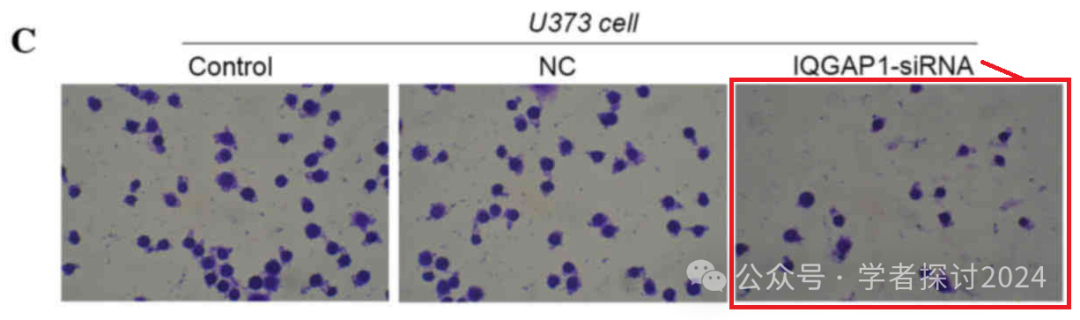 C
U373 cell
Control NC IQGAP1-siRNA
公众号 · 学者探讨2024